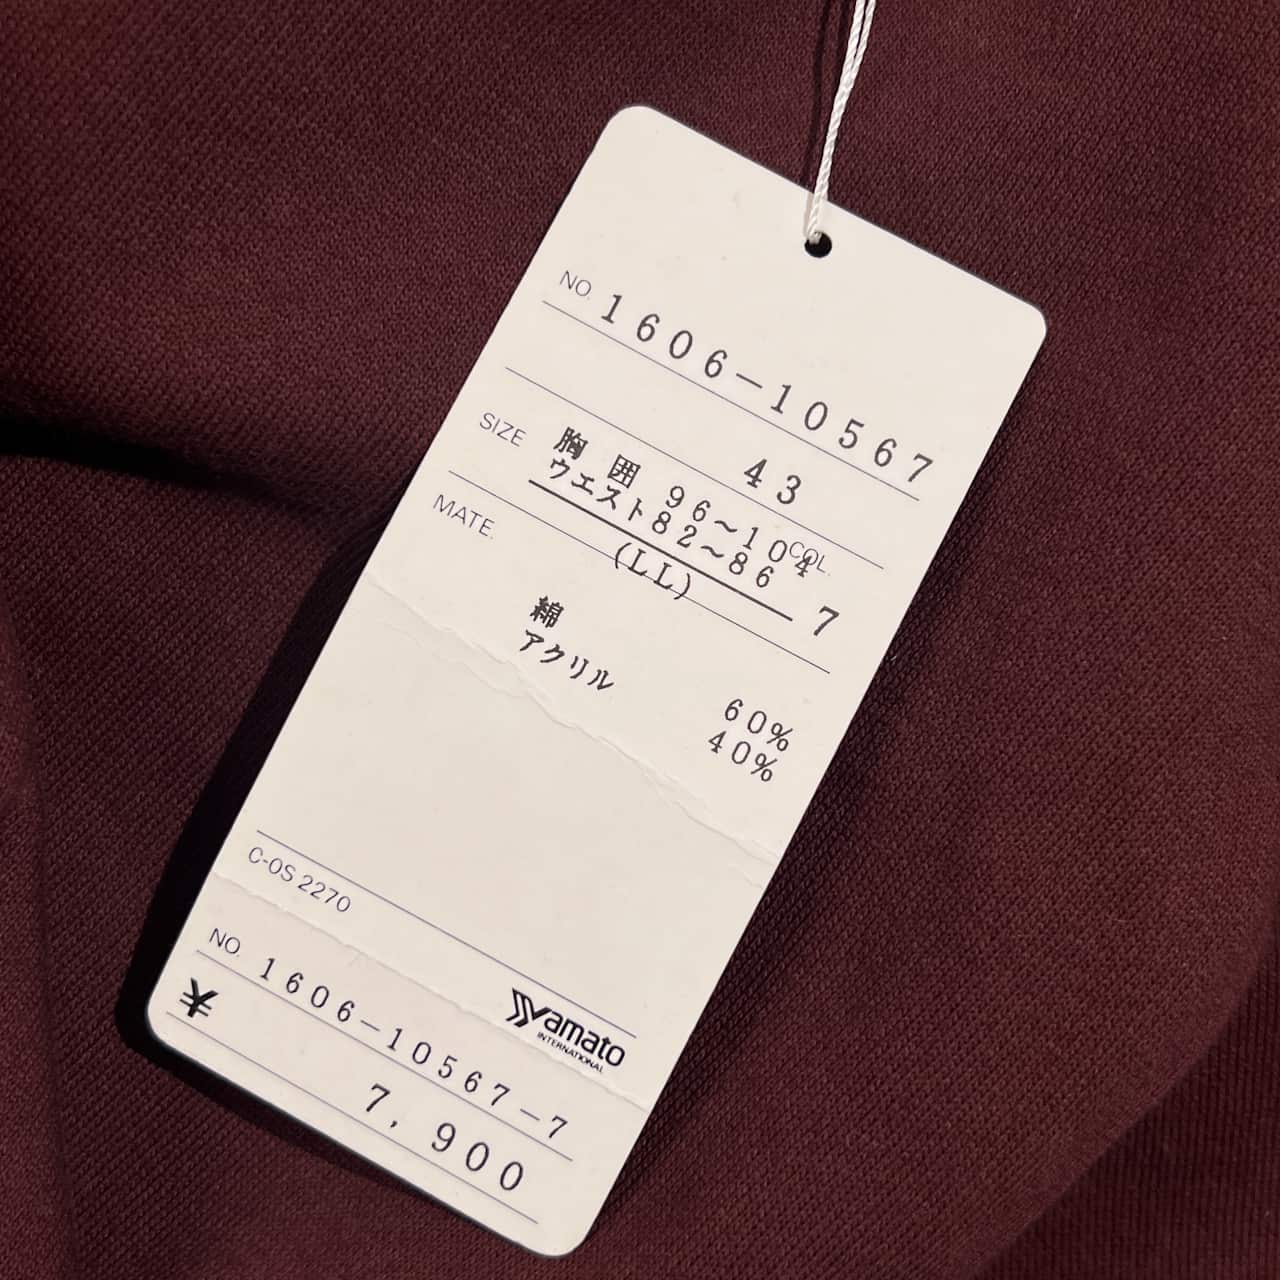 NO. 1606-10567
43
SIZE 胸囲 96~104
ウエスト82~86
COL.
(LL) 7
MATE.
綿 60%
アクリル 40%
C-OS 2270
Yamato
INTERNATIONAL
NO. 1606-10567-7
¥ 7,900